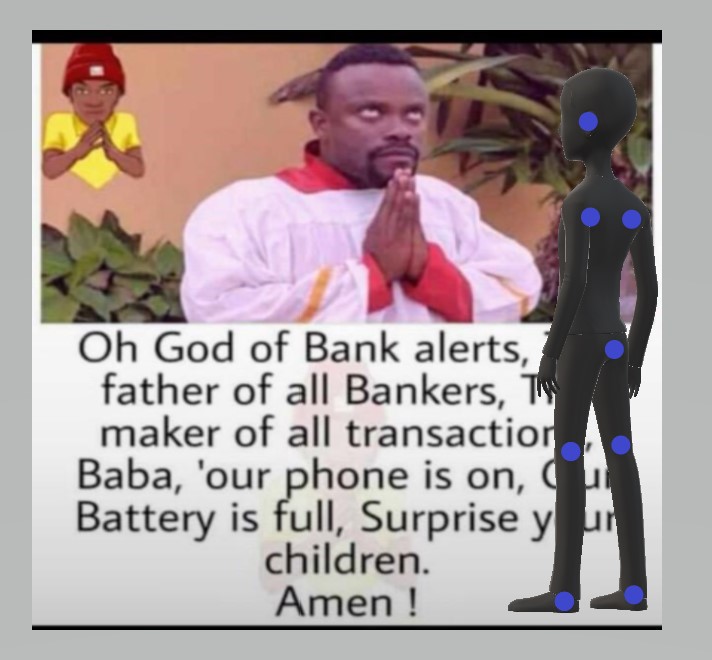 Oh God of Bank alerts,
father of all Bankers,
maker of all transaction ,
Baba, 'our phone is on,
Battery is full, Surprise
children.
Amen !